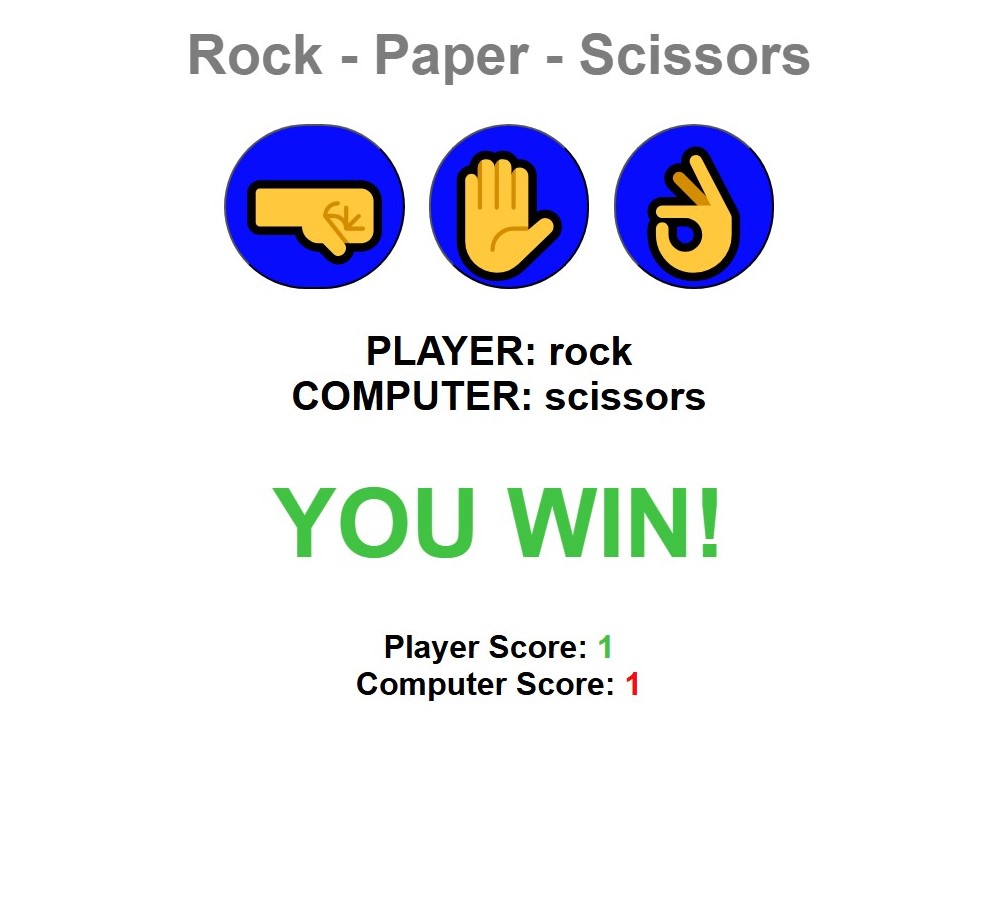 Rock - Paper - Scissors
PLAYER: rock
COMPUTER: scissors
YOU WIN!
Player Score: 1
Computer Score: 1